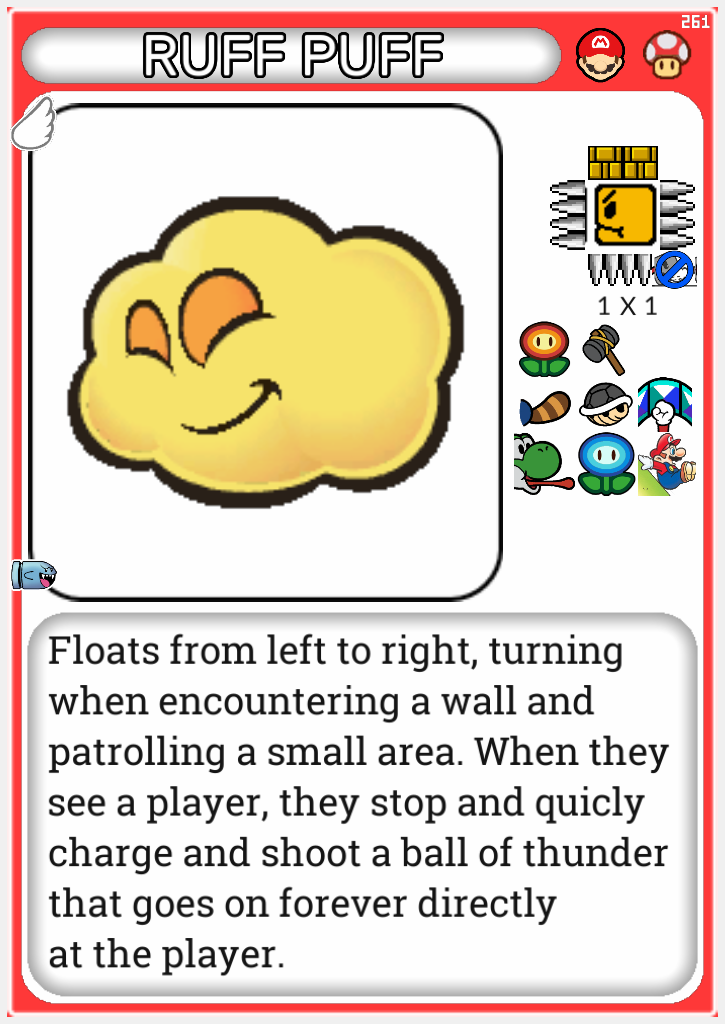 261
RUFF PUFF
1 X 1
Floats from left to right, turning
when encountering a wall and
patrolling a small area. When they
see a player, they stop and quicly
charge and shoot a ball of thunder
that goes on forever directly
at the player.